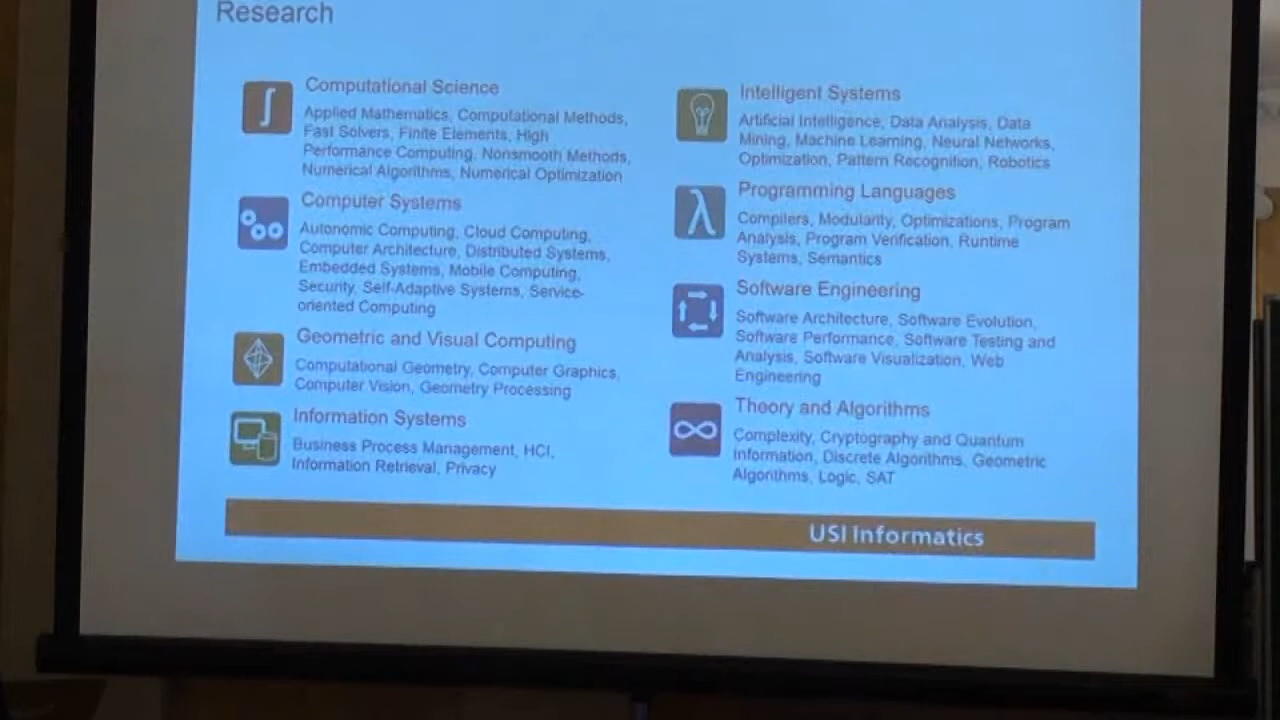 Research
Computational Science
Applied Mathematics, Computational Methods,
Fast Solvers, Finite Elements, High
Performance Computing, Nonsmooth Methods,
Numerical Algorithms, Numerical Optimization
Computer Systems
Autonomic Computing, Cloud Computing,
Computer Architecture, Distributed Systems,
Embedded Systems, Mobile Computing,
Security, Self-Adaptive Systems, Service-
oriented Computing
Geometric and Visual Computing
Computational Geometry, Computer Graphics,
Computer Vision, Geometry Processing
Information Systems
Business Process Management, HCI,
Information Retrieval, Privacy
Intelligent Systems
Artificial Intelligence, Data Analysis, Data
Mining, Machine Learning, Neural Networks,
Optimization, Pattern Recognition, Robotics
λ
Programming Languages
Compilers, Modularity, Optimizations, Program
Analysis, Program Verification, Runtime
Systems, Semantics
Software Engineering
Software Architecture, Software Evolution,
Software Performance, Software Testing and
Analysis, Software Visualization, Web
Engineering
Theory and Algorithms
Complexity, Cryptography and Quantum
Information, Discrete Algorithms, Geometric
Algorithms, Logic, SAT
USI Informatics